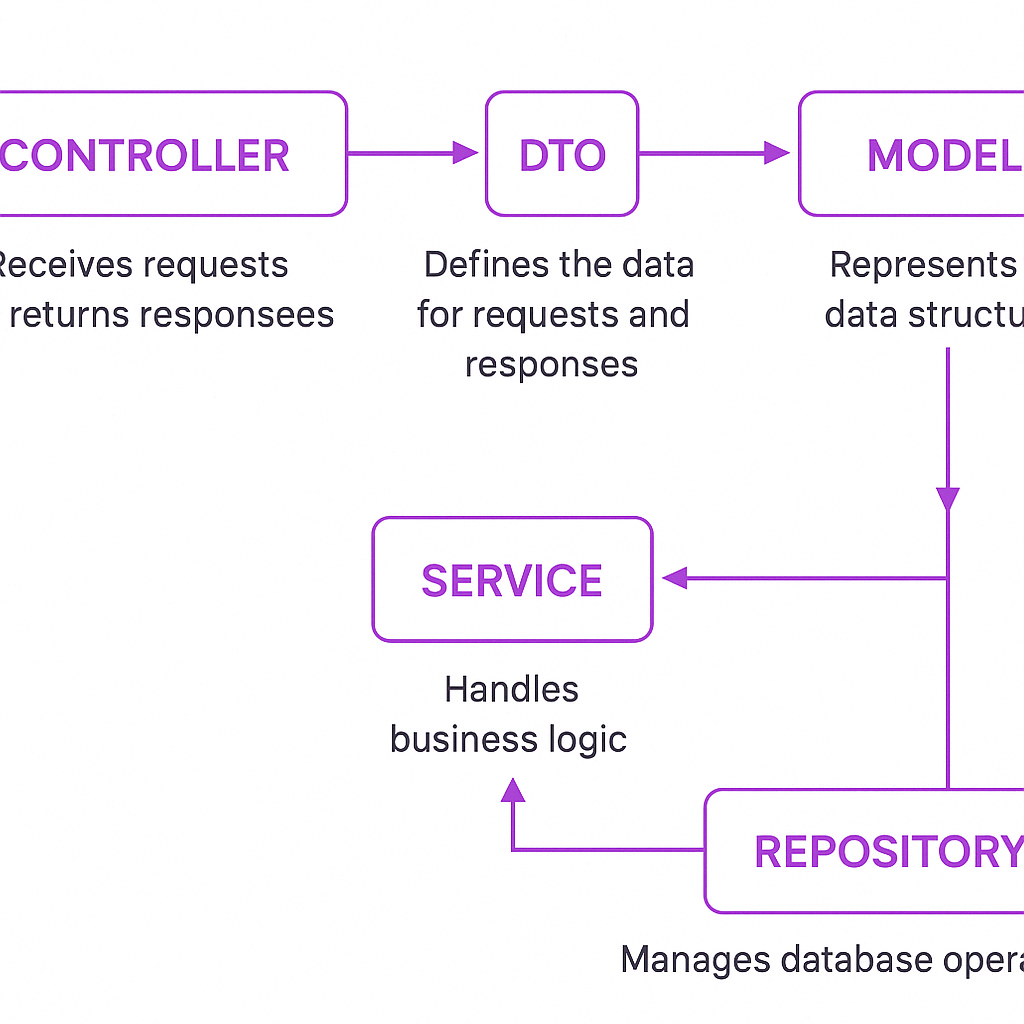 CONTROLLER
DTO
MODEL
Receives requests
returns responsees
Defines the data
for requests and
responses
Represents
data structu
SERVICE
Handles
business logic
REPOSITORY
Manages database opera